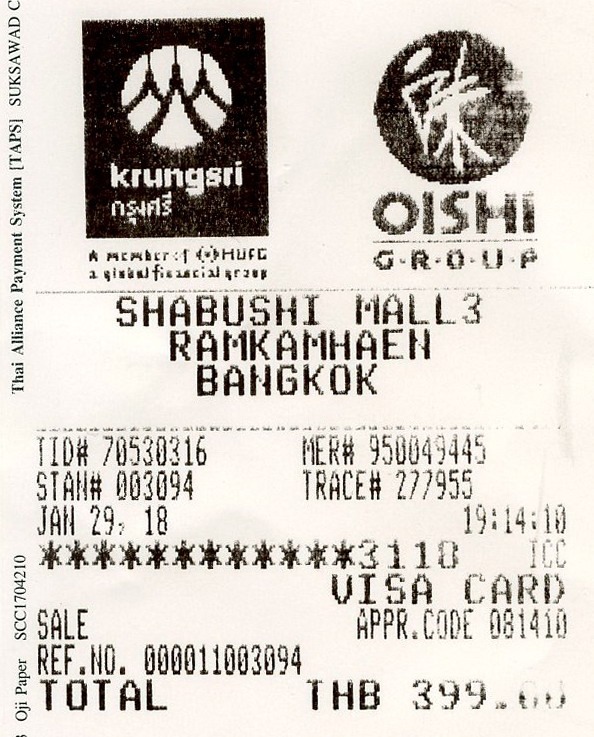 krungsri
กรุงศรี
A member of MUFG
a global financial group
味
OISHI
G·R·O·U·P
SHABUSHI MALL3
RAMKAMHAEN
BANGKOK
TID# 70530316 MER# 950049445
STAN# 003094 TRACE# 277955
JAN 29, 18 19:14:10
************3110 ICC
VISA CARD
SALE APPR.CODE 081410
REF.NO. 000011003094
TOTAL THB 399.00
Oji Paper SCC1704210 Thai Alliance Payment System [TAPS] SUKSAWAD C